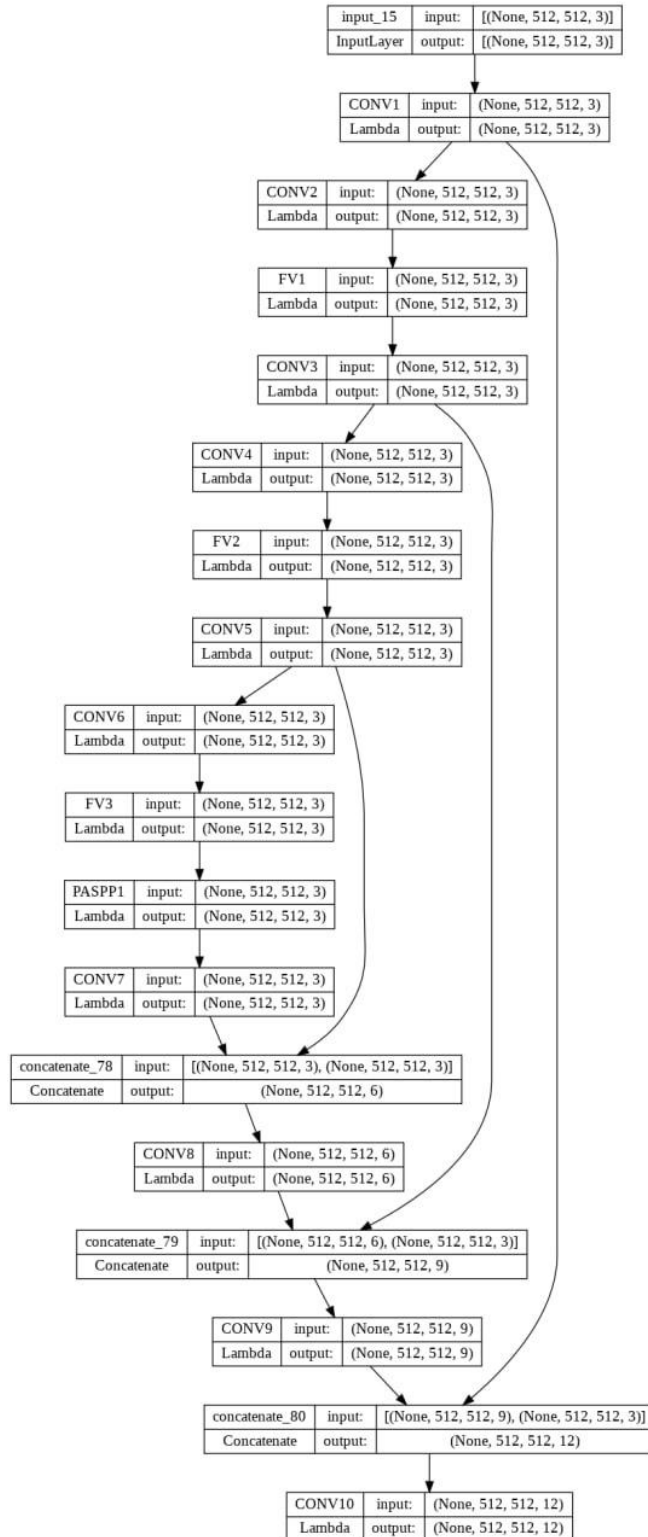 input_15 input: [(None, 512, 512, 3)]
InputLayer output: [(None, 512, 512, 3)]
CONV1 input: (None, 512, 512, 3)
Lambda output: (None, 512, 512, 3)
CONV2 input: (None, 512, 512, 3)
Lambda output: (None, 512, 512, 3)
FV1 input: (None, 512, 512, 3)
Lambda output: (None, 512, 512, 3)
CONV3 input: (None, 512, 512, 3)
Lambda output: (None, 512, 512, 3)
CONV4 input: (None, 512, 512, 3)
Lambda output: (None, 512, 512, 3)
FV2 input: (None, 512, 512, 3)
Lambda output: (None, 512, 512, 3)
CONV5 input: (None, 512, 512, 3)
Lambda output: (None, 512, 512, 3)
CONV6 input: (None, 512, 512, 3)
Lambda output: (None, 512, 512, 3)
FV3 input: (None, 512, 512, 3)
Lambda output: (None, 512, 512, 3)
PASPP1 input: (None, 512, 512, 3)
Lambda output: (None, 512, 512, 3)
CONV7 input: (None, 512, 512, 3)
Lambda output: (None, 512, 512, 3)
concatenate_78 input: [(None, 512, 512, 3), (None, 512, 512, 3)]
Concatenate output: (None, 512, 512, 6)
CONV8 input: (None, 512, 512, 6)
Lambda output: (None, 512, 512, 6)
concatenate_79 input: [(None, 512, 512, 6), (None, 512, 512, 3)]
Concatenate output: (None, 512, 512, 9)
CONV9 input: (None, 512, 512, 9)
Lambda output: (None, 512, 512, 9)
concatenate_80 input: [(None, 512, 512, 9), (None, 512, 512, 3)]
Concatenate output: (None, 512, 512, 12)
CONV10 input: (None, 512, 512, 12)
Lambda output: (None, 512, 512, 12)